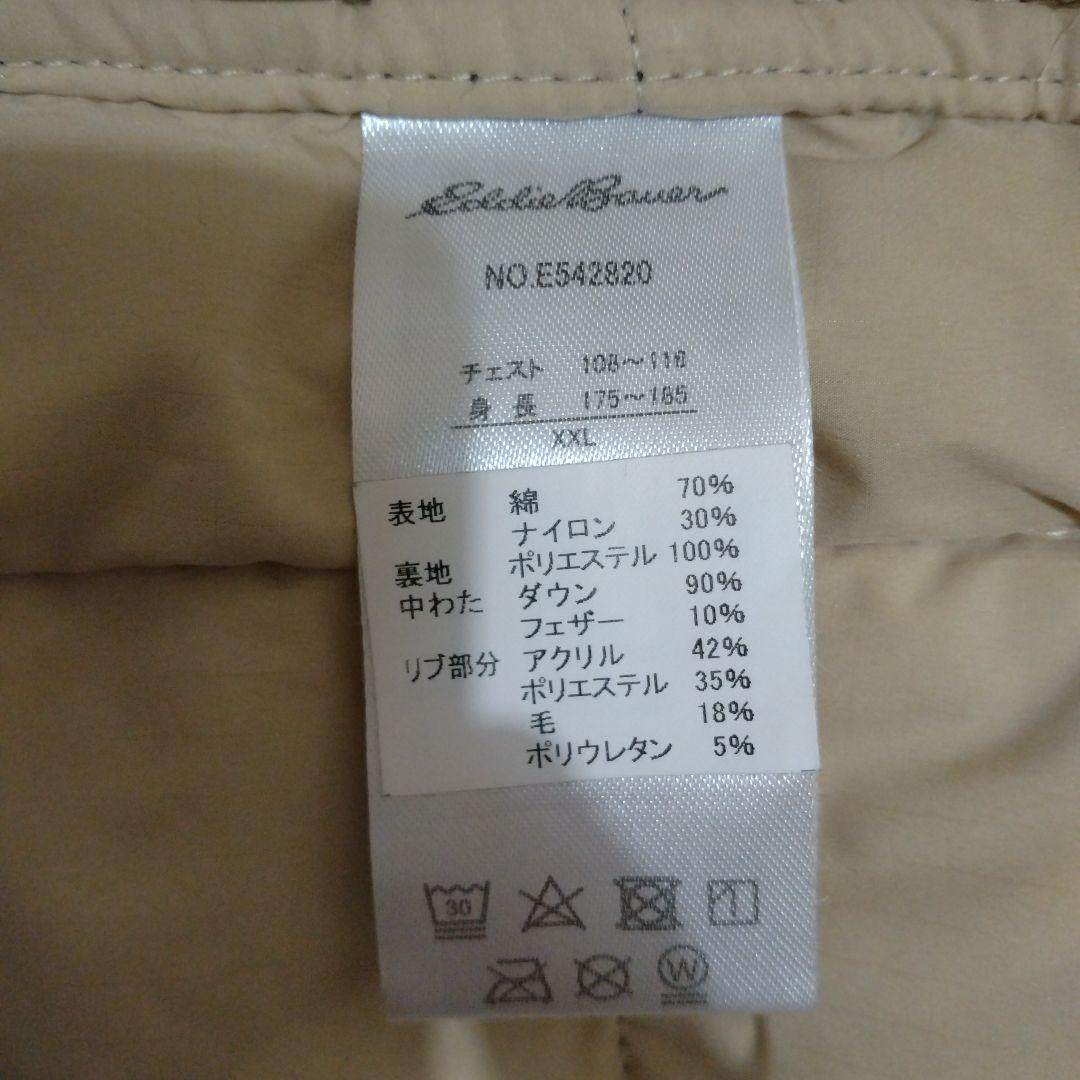 Eddie Bauer
NO.E542820
チェスト 108～116
身長 175～185
XXL
表地 綿 70%
ナイロン 30%
裏地 ポリエステル 100%
中わた ダウン 90%
フェザー 10%
リブ部分 アクリル 42%
ポリエステル 35%
毛 18%
ポリウレタン 5%
30
W